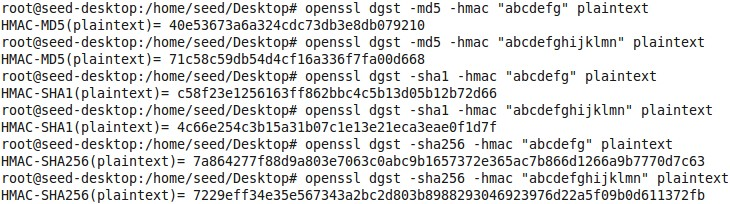 root@seed-desktop:/home/seed/Desktop# openssl dgst -md5 -hmac "abcdefg" plaintext
HMAC-MD5(plaintext)= 40e53673a6a324cdc73db3e8db079210
root@seed-desktop:/home/seed/Desktop# openssl dgst -md5 -hmac "abcdefghijklmn" plaintext
HMAC-MD5(plaintext)= 71c58c59db54d4cf16a336f7fa00d668
root@seed-desktop:/home/seed/Desktop# openssl dgst -sha1 -hmac "abcdefg" plaintext
HMAC-SHA1(plaintext)= c58f23e1256163ff862bbc4c5b13d05b12b72d66
root@seed-desktop:/home/seed/Desktop# openssl dgst -sha1 -hmac "abcdefghijklmn" plaintext
HMAC-SHA1(plaintext)= 4c66e254c3b15a31b07c1e13e21eca3eae0f1d7f
root@seed-desktop:/home/seed/Desktop# openssl dgst -sha256 -hmac "abcdefg" plaintext
HMAC-SHA256(plaintext)= 7a864277f88d9a803e7063c0abc9b1657372e365ac7b866d1266a9b7770d7c63
root@seed-desktop:/home/seed/Desktop# openssl dgst -sha256 -hmac "abcdefghijklmn" plaintext
HMAC-SHA256(plaintext)= 7229eff34e35e567343a2bc2d803b8988293046923976d22a5f09b0d611372fb